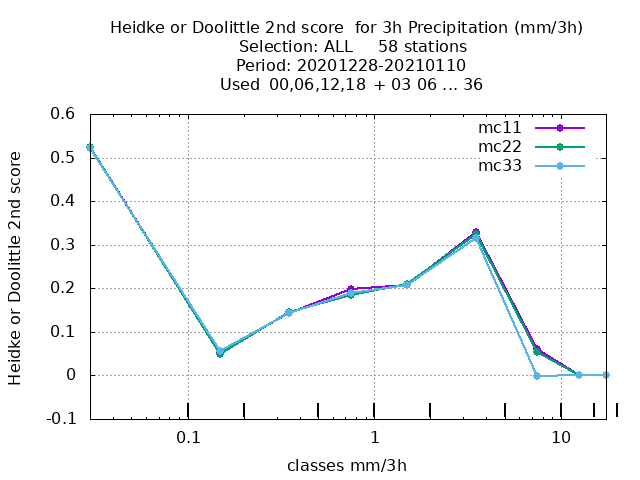 Heidke or Doolittle 2nd score  for 3h Precipitation (mm/3h)
Selection: ALL     58 stations
Period: 20201228-20210110
Used  00,06,12,18  + 03 06 ... 36
mc11
mc22
mc33
Heidke or Doolittle 2nd score
0.6
0.5
0.4
0.3
0.2
0.1
0
-0.1
0.1
1
10
classes mm/3h